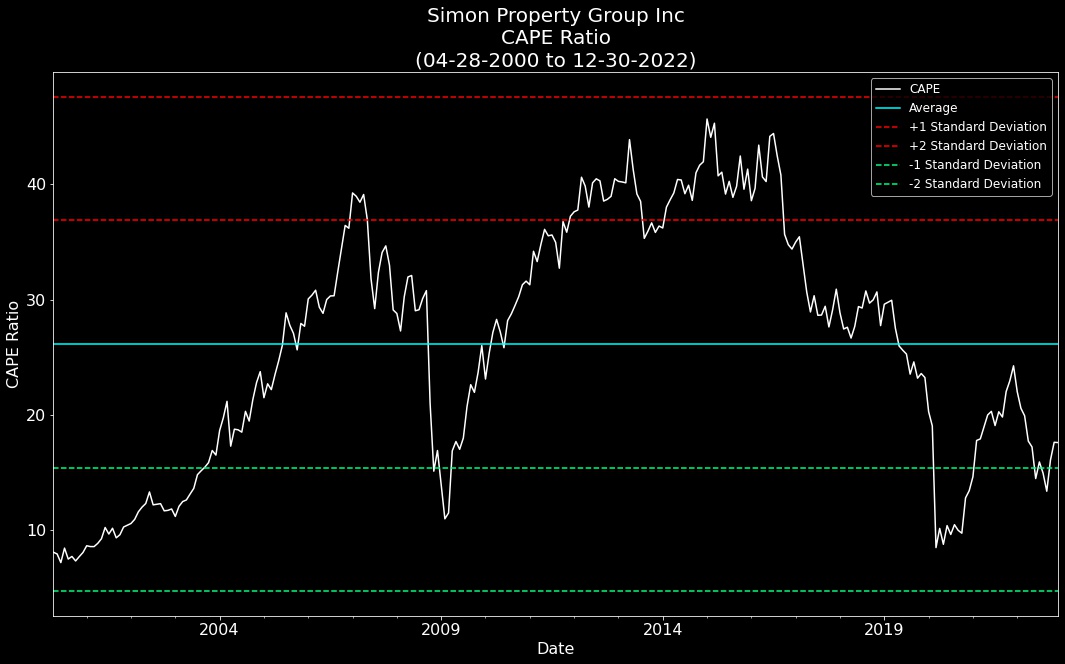 Simon Property Group Inc
CAPE Ratio
(04-28-2000 to 12-30-2022)
CAPE
Average
+1 Standard Deviation
+2 Standard Deviation
-1 Standard Deviation
-2 Standard Deviation
40
30
20
10
CAPE Ratio
2004
2009
2014
2019
Date